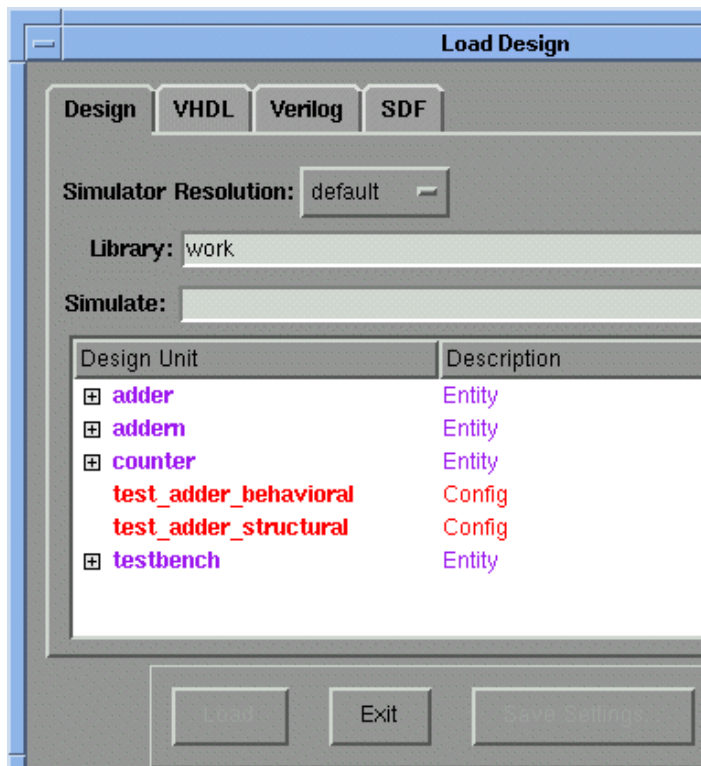 Load Design
Design VHDL Verilog SDF
Simulator Resolution: default
Library: work
Simulate:
Design Unit Description
adder Entity
addern Entity
counter Entity
test_adder_behavioral Config
test_adder_structural Config
testbench Entity
Load Exit Save Settings...